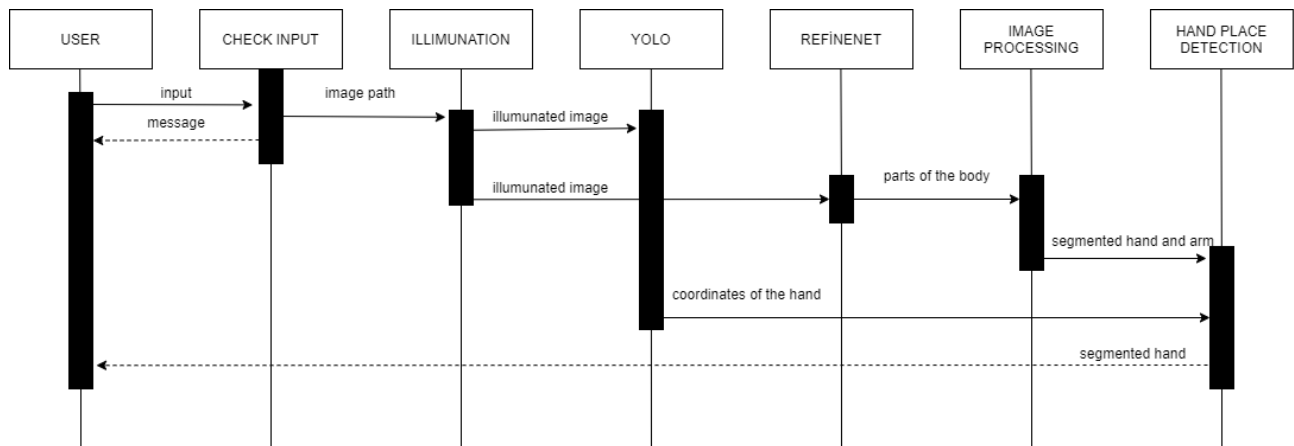 USER
CHECK INPUT
ILLIMUNATION
YOLO
REFİNENET
IMAGE
PROCESSING
HAND PLACE
DETECTION
input
image path
illumunated image
message
parts of the body
illumunated image
segmented hand and arm
coordinates of the hand
segmented hand